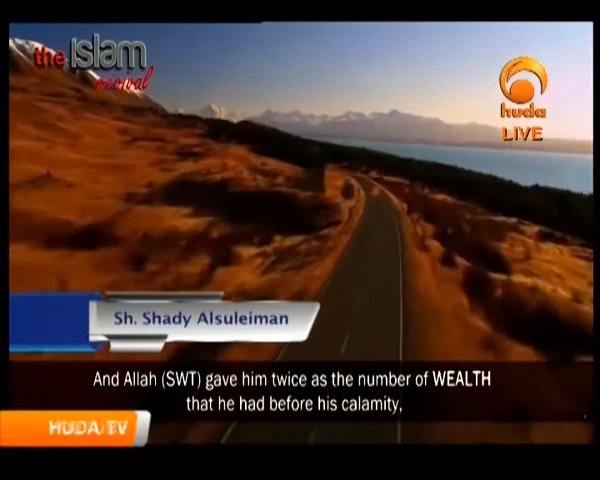 the Islam
revival
huda
LIVE
Sh. Shady Alsuleiman
And Allah (SWT) gave him twice as the number of WEALTH
that he had before his calamity,
HUDA TV